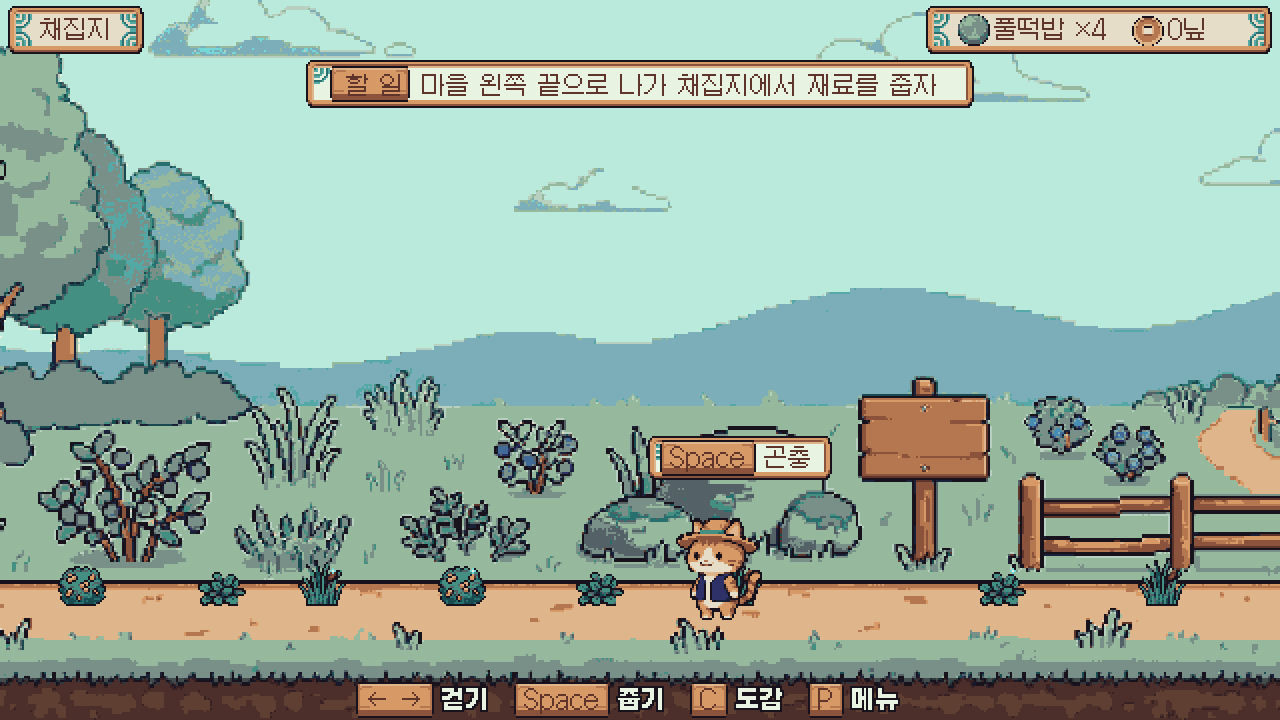 채집지
풀떡밥 ×4 0닢
할 일 마을 왼쪽 끝으로 나가 채집지에서 재료를 줍자
Space 곤충
← → 걷기 Space 줍기 C 도감 P 메뉴